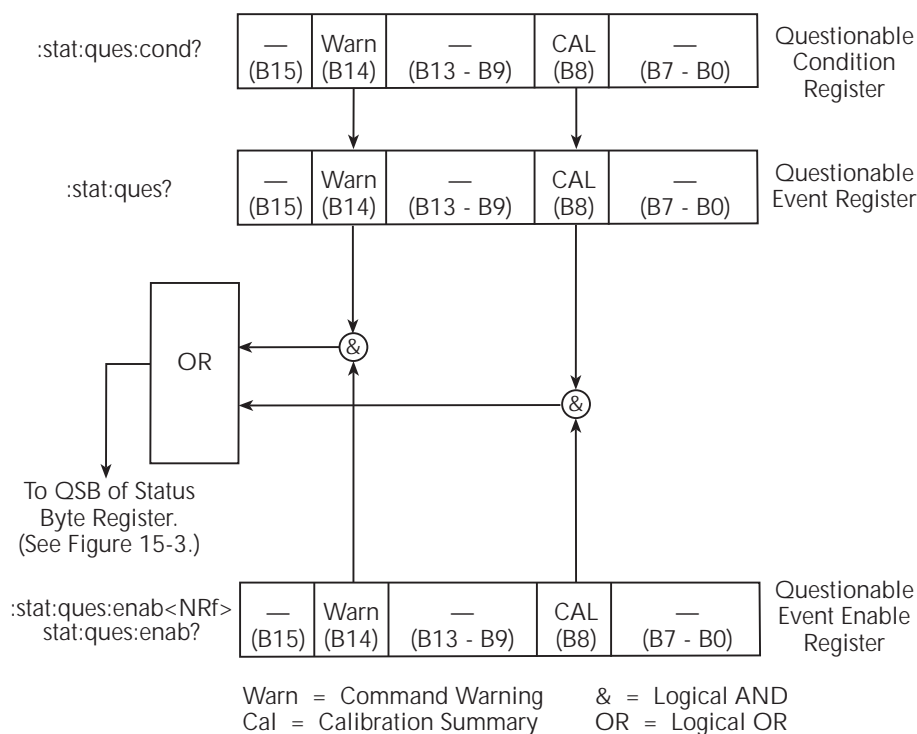 :stat:ques:cond?
— Warn — CAL —
(B15) (B14) (B13 - B9) (B8) (B7 - B0)
Questionable
Condition
Register
:stat:ques?
— Warn — CAL —
(B15) (B14) (B13 - B9) (B8) (B7 - B0)
Questionable
Event Register
&
OR
&
To QSB of Status
Byte Register.
(See Figure 15-3.)
:stat:ques:enab<NRf>
stat:ques:enab?
— Warn — CAL —
(B15) (B14) (B13 - B9) (B8) (B7 - B0)
Questionable
Event Enable
Register
Warn = Command Warning & = Logical AND
Cal = Calibration Summary OR = Logical OR